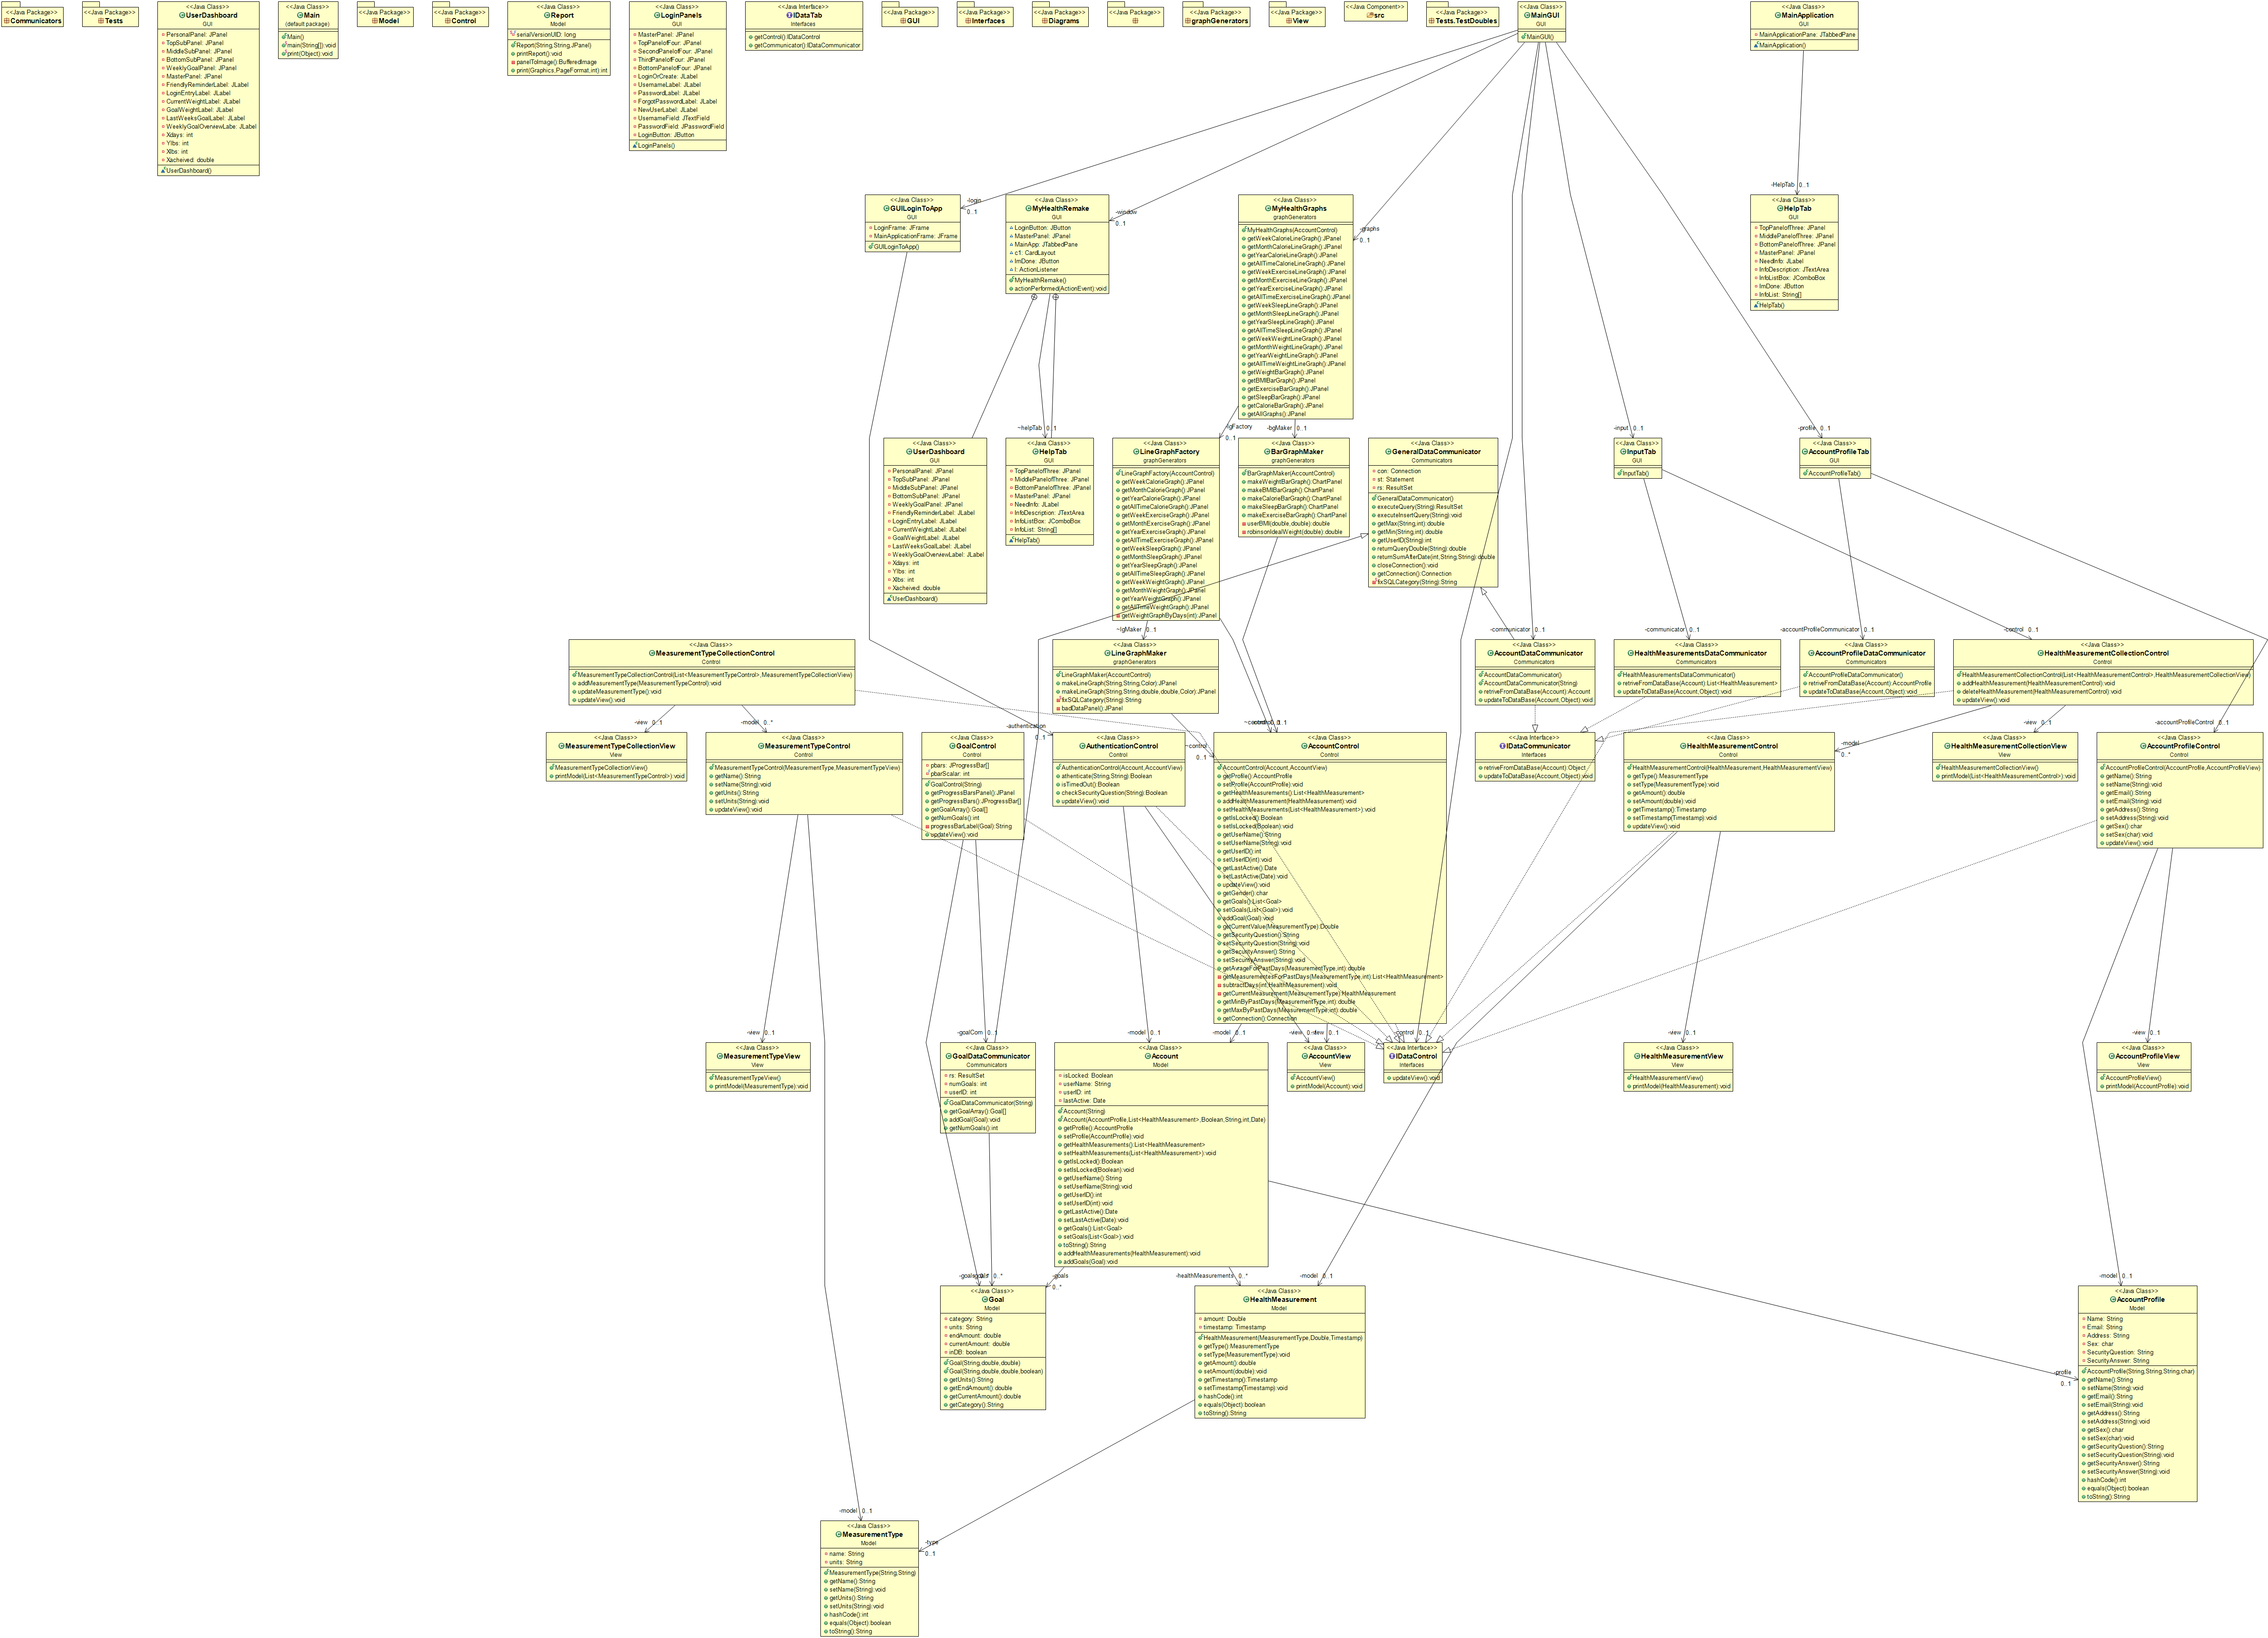 <<Java Package>>
Communicators
<<Java Package>>
Tests
<<Java Class>>
UserDashboard
GUI
PersonalPanel: JPanel
TopSubPanel: JPanel
MiddleSubPanel: JPanel
BottomSubPanel: JPanel
WeeklyGoalPanel: JPanel
MasterPanel: JPanel
FriendlyReminderLabel: JLabel
LoginEntryLabel: JLabel
CurrentWeightLabel: JLabel
GoalWeightLabel: JLabel
LastWeeksGoalLabel: JLabel
WeeklyGoalOverviewLabe: JLabel
Xdays: int
Ylbs: int
Xlbs: int
Xacheived: double
UserDashboard()
<<Java Class>>
Main
(default package)
Main()
main(String[]):void
print(Object):void
<<Java Package>>
Model
<<Java Package>>
Control
<<Java Class>>
Report
Model
serialVersionUID: long
Report(String,String,JPanel)
printReport():void
panelToImage():BufferedImage
print(Graphics,PageFormat,int):int
<<Java Class>>
LoginPanels
GUI
MasterPanel: JPanel
TopPanelofFour: JPanel
SecondPanelofFour: JPanel
ThirdPanelofFour: JPanel
BottomPanelofFour: JPanel
LoginOrCreate: JLabel
UsernameLabel: JLabel
PasswordLabel: JLabel
ForgotPasswordLabel: JLabel
NewUserLabel: JLabel
UsernameField: JTextField
PasswordField: JPasswordField
LoginButton: JButton
LoginPanels()
<<Java Interface>>
IDataTab
Interfaces
getControl():IDataControl
getCommunicator():IDataCommunicator
<<Java Package>>
GUI
<<Java Package>>
Interfaces
<<Java Package>>
Diagrams
<<Java Package>>
<<Java Package>>
graphGenerators
<<Java Package>>
View
<<Java Component>>
src
<<Java Package>>
Tests.TestDoubles
<<Java Class>>
MainGUI
GUI
MainGUI()
<<Java Class>>
MainApplication
GUI
MainApplicationPane: JTabbedPane
MainApplication()
-login
0..1
-window
0..1
-graphs
0..1
-HelpTab 0..1
<<Java Class>>
GUILoginToApp
GUI
LoginFrame: JFrame
MainApplicationFrame: JFrame
GUILoginToApp()
<<Java Class>>
MyHealthRemake
GUI
LoginButton: JButton
MasterPanel: JPanel
MainApp: JTabbedPane
c1: CardLayout
ImDone: JButton
l: ActionListener
MyHealthRemake()
actionPerformed(ActionEvent):void
<<Java Class>>
MyHealthGraphs
graphGenerators
MyHealthGraphs(AccountControl)
getWeekCalorieLineGraph():JPanel
getMonthCalorieLineGraph():JPanel
getYearCalorieLineGraph():JPanel
getAllTimeCalorieLineGraph():JPanel
getWeekExerciseLineGraph():JPanel
getMonthExerciseLineGraph():JPanel
getYearExerciseLineGraph():JPanel
getAllTimeExerciseLineGraph():JPanel
getWeekSleepLineGraph():JPanel
getMonthSleepLineGraph():JPanel
getYearSleepLineGraph():JPanel
getAllTimeSleepLineGraph():JPanel
getWeekWeightLineGraph():JPanel
getMonthWeightLineGraph():JPanel
getYearWeightLineGraph():JPanel
getAllTimeWeightLineGraph():JPanel
getWeightBarGraph():JPanel
getBMIBarGraph():JPanel
getExerciseBarGraph():JPanel
getSleepBarGraph():JPanel
getCalorieBarGraph():JPanel
getAllGraphs():JPanel
<<Java Class>>
HelpTab
GUI
TopPanelofThree: JPanel
MiddlePanelofThree: JPanel
BottomPanelofThree: JPanel
MasterPanel: JPanel
NeedInfo: JLabel
InfoDescription: JTextArea
InfoListBox: JComboBox
ImDone: JButton
InfoList: String[]
HelpTab()
~helpTab 0..1
-lgFactory
0..1
-bgMaker 0..1
-input 0..1
-profile 0..1
<<Java Class>>
UserDashboard
GUI
PersonalPanel: JPanel
TopSubPanel: JPanel
MiddleSubPanel: JPanel
BottomSubPanel: JPanel
WeeklyGoalPanel: JPanel
FriendlyReminderLabel: JLabel
LoginEntryLabel: JLabel
CurrentWeightLabel: JLabel
GoalWeightLabel: JLabel
LastWeeksGoalLabel: JLabel
WeeklyGoalOverviewLabel: JLabel
Xdays: int
Ylbs: int
Xlbs: int
Xacheived: double
UserDashboard()
<<Java Class>>
HelpTab
GUI
TopPanelofThree: JPanel
MiddlePanelofThree: JPanel
BottomPanelofThree: JPanel
MasterPanel: JPanel
NeedInfo: JLabel
InfoDescription: JTextArea
InfoListBox: JComboBox
InfoList: String[]
HelpTab()
<<Java Class>>
LineGraphFactory
graphGenerators
LineGraphFactory(AccountControl)
getWeekCalorieGraph():JPanel
getMonthCalorieGraph():JPanel
getYearCalorieGraph():JPanel
getAllTimeCalorieGraph():JPanel
getWeekExerciseGraph():JPanel
getMonthExerciseGraph():JPanel
getYearExerciseGraph():JPanel
getAllTimeExerciseGraph():JPanel
getWeekSleepGraph():JPanel
getMonthSleepGraph():JPanel
getYearSleepGraph():JPanel
getAllTimeSleepGraph():JPanel
getWeekWeightGraph():JPanel
getMonthWeightGraph():JPanel
getYearWeightGraph():JPanel
getAllTimeWeightGraph():JPanel
getWeightGraphByDays(int):JPanel
<<Java Class>>
BarGraphMaker
graphGenerators
BarGraphMaker(AccountControl)
makeWeightBarGraph():ChartPanel
makeBMIBarGraph():ChartPanel
makeCalorieBarGraph():ChartPanel
makeSleepBarGraph():ChartPanel
makeExerciseBarGraph():ChartPanel
userBMI(double,double):double
robinsonIdealWeight(double):double
<<Java Class>>
GeneralDataCommunicator
Communicators
con: Connection
st: Statement
rs: ResultSet
GeneralDataCommunicator()
executeQuery(String):ResultSet
executeInsertQuery(String):void
getMax(String,int):double
getMin(String,int):double
getUserID(String):int
returnQueryDouble(String):double
returnSumAfterDate(int,String,String):double
closeConnection():void
getConnection():Connection
fixSQLCategory(String):String
<<Java Class>>
InputTab
GUI
InputTab()
<<Java Class>>
AccountProfileTab
GUI
AccountProfileTab()
~lgMaker 0..1
-communicator 0..1
-communicator 0..1
-accountProfileCommunicator 0..1
-control 0..1
<<Java Class>>
MeasurementTypeCollectionControl
Control
MeasurementTypeCollectionControl(List<MeasurementTypeControl>,MeasurementTypeCollectionView)
addMeasurementType(MeasurementTypeControl):void
updateMeasurementType():void
updateView():void
<<Java Class>>
LineGraphMaker
graphGenerators
LineGraphMaker(AccountControl)
makeLineGraph(String,String,Color):JPanel
makeLineGraph(String,String,double,double,Color):JPanel
fixSQLCategory(String):String
badDataPanel():JPanel
<<Java Class>>
AccountDataCommunicator
Communicators
AccountDataCommunicator()
AccountDataCommunicator(String)
retrieFromDataBase(Account):Account
updateToDataBase(Account,Object):void
<<Java Class>>
HealthMeasurementsDataCommunicator
Communicators
HealthMeasurementsDataCommunicator()
retriveFromDataBase(Account):List<HealthMeasurement>
updateToDataBase(Account,Object):void
<<Java Class>>
AccountProfileDataCommunicator
Communicators
AccountProfileDataCommunicator()
retrieFromDataBase(Account):AccountProfile
updateToDataBase(Account,Object):void
<<Java Class>>
HealthMeasurementCollectionControl
Control
HealthMeasurementCollectionControl(List<HealthMeasurementControl>,HealthMeasurementCollectionView)
addHealthMeasurement(HealthMeasurementControl):void
deleteHealthMeasurement(HealthMeasurementControl):void
updateView():void
-view 0..1
-model 0..*
-authentication
0..1
~control
0..1
-model
0..*
-view 0..1
-accountProfileControl 0..1
<<Java Class>>
MeasurementTypeCollectionView
View
MeasurementTypeCollectionView()
printModel(List<MeasurementTypeControl>):void
<<Java Class>>
MeasurementTypeControl
Control
MeasurementTypeControl(MeasurementType,MeasurementTypeView)
getName():String
setName(String):void
getUnits():String
setUnits(String):void
updateView():void
<<Java Class>>
GoalControl
Control
pbars: JProgressBar[]
pbarScalar: int
GoalControl(String)
getProgressBarsPanel():JPanel
getProgressBars():JProgressBar[]
getGoalArray():Goal[]
getNumGoals():int
progressBarLabel(Goal):String
updateView():void
<<Java Class>>
AuthenticationControl
Control
AuthenticationControl(Account,AccountView)
athenticate(String,String):Boolean
isTimedOut():Boolean
checkSecurityQuestion(String):Boolean
updateView():void
<<Java Class>>
AccountControl
Control
AccountControl(Account,AccountView)
getProfile():AccountProfile
setProfile(AccountProfile):void
getHealthMeasurements():List<HealthMeasurement>
addHealthMeasurement(HealthMeasurement):void
setHealthMeasurements(List<HealthMeasurement>):void
getIsLocked():Boolean
setIsLocked(Boolean):void
getUserName():String
setUserName(String):void
getUserID():int
setUserID(int):void
getLastActive():Date
setLastActive(Date):void
updateView():void
getGender():char
getGoals():List<Goal>
setGoals(List<Goal>):void
addGoal(Goal):void
getCurrentValue(MeasurementType):Double
getSecurityQuestion():String
setSecurityQuestion(String):void
getSecurityAnswer():String
setSecurityAnswer(String):void
getAvrageForPastDays(MeasurementType,int):double
getMeasurementesForPastDays(MeasurementType,int):List<HealthMeasurement>
subtractDays(int,HealthMeasurement):void
getCurrentMeasurement(MeasurementType):HealthMeasurement
getMinByPastDays(MeasurementType,int):double
getMaxByPastDays(MeasurementType,int):double
getConnection():Connection
<<Java Interface>>
IDataCommunicator
Interfaces
retriveFromDataBase(Account):Object
updateToDataBase(Account,Object):void
<<Java Class>>
HealthMeasurementControl
Control
HealthMeasurementControl(HealthMeasurement,HealthMeasurementView)
getType():MeasurementType
setType(MeasurementType):void
getAmount():double
setAmount(double):void
getTimestamp():Timestamp
setTimestamp(Timestamp):void
updateView():void
<<Java Class>>
HealthMeasurementCollectionView
View
HealthMeasurementCollectionView()
printModel(List<HealthMeasurementControl>):void
<<Java Class>>
AccountProfileControl
Control
AccountProfileControl(AccountProfile,AccountProfileView)
getName():String
setName(String):void
getEmail():String
setEmail(String):void
getAddress():String
setAddress(String):void
getSex():char
setSex(char):void
updateView():void
-view 0..1
-goalCom 0..1
-model 0..1
-model 0..1
-view
-view 0..1
-control 0..1
-view 0..1
-view 0..1
<<Java Class>>
MeasurementTypeView
View
MeasurementTypeView()
printModel(MeasurementType):void
<<Java Class>>
GoalDataCommunicator
Communicators
rs: ResultSet
numGoals: int
userID: int
GoalDataCommunicator(String)
getGoalArray():Goal[]
addGoal(Goal):void
getNumGoals():int
<<Java Class>>
Account
Model
isLocked: Boolean
userName: String
userID: int
lastActive: Date
Account(String)
Account(AccountProfile,List<HealthMeasurement>,Boolean,String,int,Date)
getProfile():AccountProfile
setProfile(AccountProfile):void
getHealthMeasurements():List<HealthMeasurement>
setHealthMeasurements(List<HealthMeasurement>):void
getIsLocked():Boolean
setIsLocked(Boolean):void
getUserName():String
setUserName(String):void
getUserID():int
setUserID(int):void
getLastActive():Date
setLastActive(Date):void
getGoals():List<Goal>
setGoals(List<Goal>):void
toString():String
addHealthMeasurements(HealthMeasurement):void
addGoals(Goal):void
<<Java Class>>
AccountView
View
AccountView()
printModel(Account):void
<<Java Interface>>
IDataControl
Interfaces
updateView():void
<<Java Class>>
HealthMeasurementView
View
HealthMeasurementView()
printModel(HealthMeasurement):void
<<Java Class>>
AccountProfileView
View
AccountProfileView()
printModel(AccountProfile):void
-goals
0..*
-goals
0..*
-healthMeasurements 0..*
-model 0..1
-model 0..1
<<Java Class>>
Goal
Model
category: String
units: String
endAmount: double
currentAmount: double
inDB: boolean
Goal(String,double,double)
Goal(String,double,double,boolean)
getUnits():String
getEndAmount():double
getCurrentAmount():double
getCategory():String
<<Java Class>>
HealthMeasurement
Model
amount: Double
timestamp: Timestamp
HealthMeasurement(MeasurementType,Double,Timestamp)
getType():MeasurementType
setType(MeasurementType):void
getAmount():double
setAmount(double):void
getTimestamp():Timestamp
setTimestamp(Timestamp):void
hashCode():int
equals(Object):boolean
toString():String
-profile
0..1
<<Java Class>>
AccountProfile
Model
Name: String
Email: String
Address: String
Sex: char
SecurityQuestion: String
SecurityAnswer: String
AccountProfile(String,String,String,char)
getName():String
setName(String):void
getEmail():String
setEmail(String):void
getAddress():String
setAddress(String):void
getSex():char
setSex(char):void
getSecurityQuestion():String
setSecurityQuestion(String):void
getSecurityAnswer():String
setSecurityAnswer(String):void
hashCode():int
equals(Object):boolean
toString():String
-model 0..1
-type
0..1
<<Java Class>>
MeasurementType
Model
name: String
units: String
MeasurementType(String,String)
getName():String
setName(String):void
getUnits():String
setUnits(String):void
hashCode():int
equals(Object):boolean
toString():String